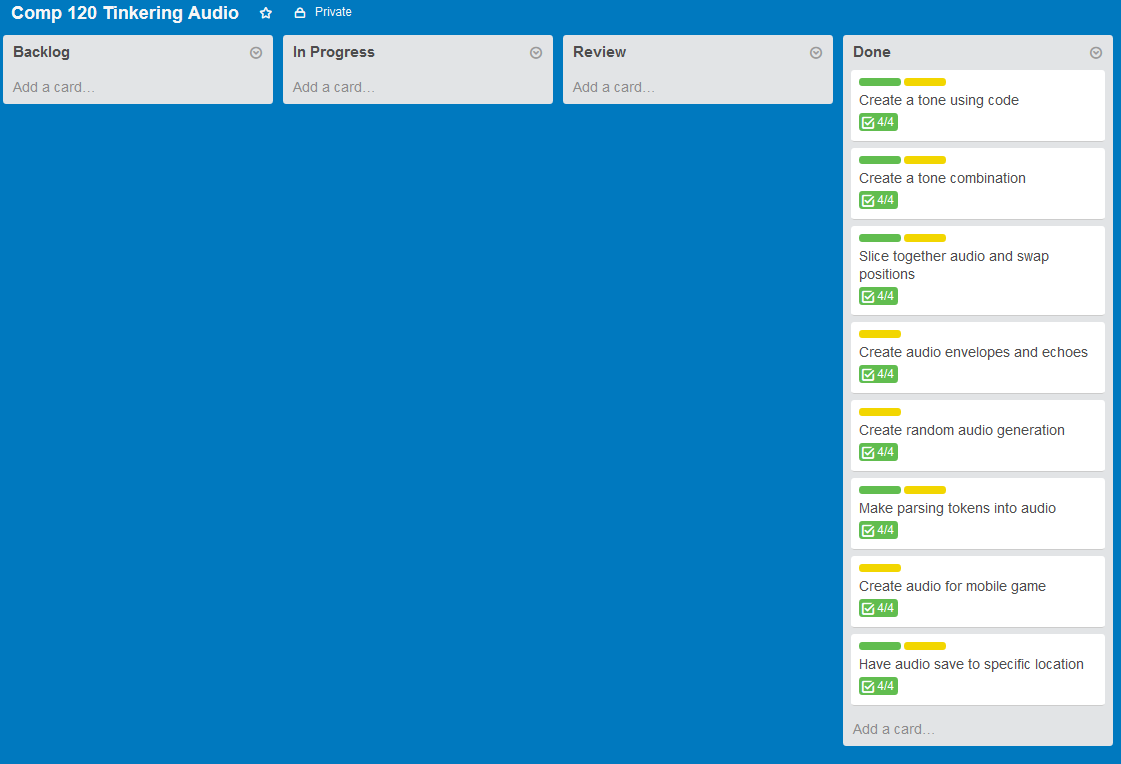 Comp 120 Tinkering Audio Private
Backlog
Add a card...
In Progress
Add a card...
Review
Add a card...
Done
Create a tone using code
4/4
Create a tone combination
4/4
Slice together audio and swap
positions
4/4
Create audio envelopes and echoes
4/4
Create random audio generation
4/4
Make parsing tokens into audio
4/4
Create audio for mobile game
4/4
Have audio save to specific location
4/4
Add a card...